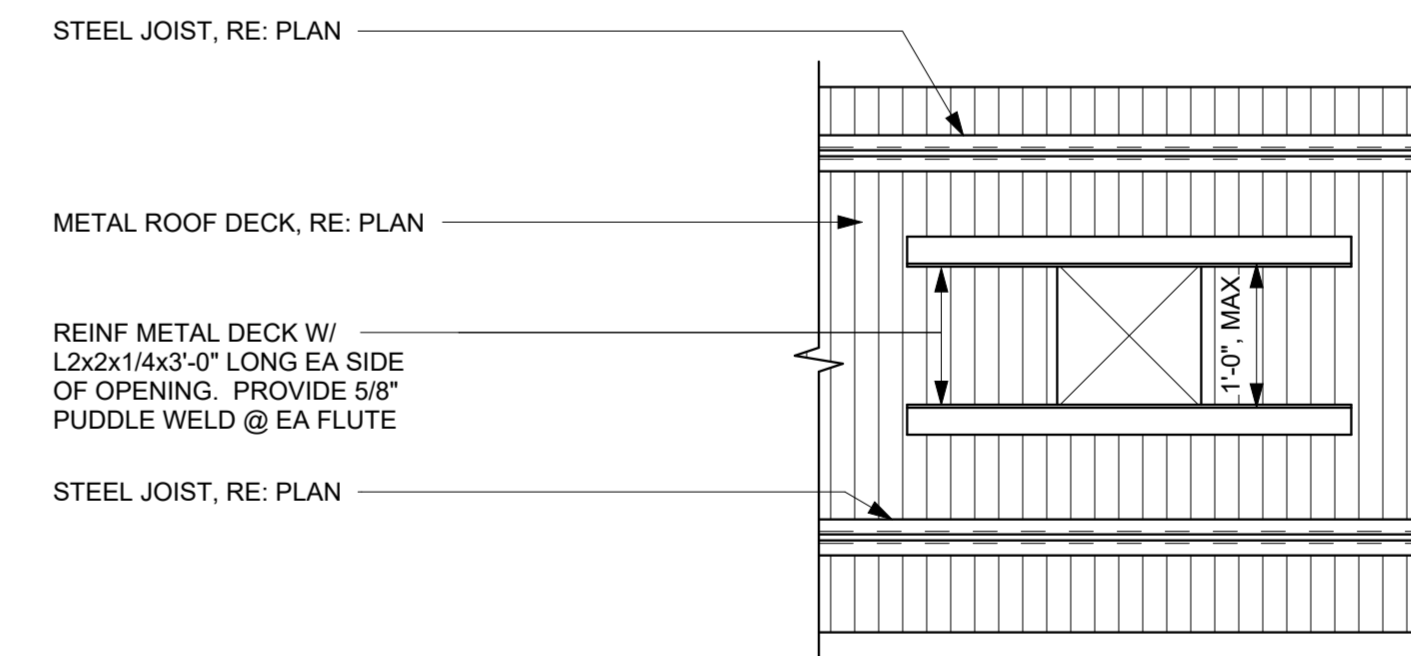 STEEL JOIST, RE: PLAN
METAL ROOF DECK, RE: PLAN
REINF METAL DECK W/
L2x2x1/4x3'-0" LONG EA SIDE
OF OPENING. PROVIDE 5/8"
PUDDLE WELD @ EA FLUTE
1'-0", MAX
STEEL JOIST, RE: PLAN